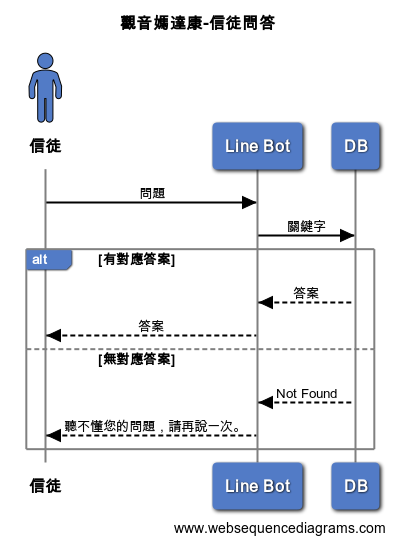 觀音媽達康-信徒問答
信徒
Line Bot
DB
問題
關鍵字
alt
[有對應答案]
答案
答案
[無對應答案]
Not Found
聽不懂您的問題，請再說一次。
信徒
Line Bot
DB
www.websequencediagrams.com